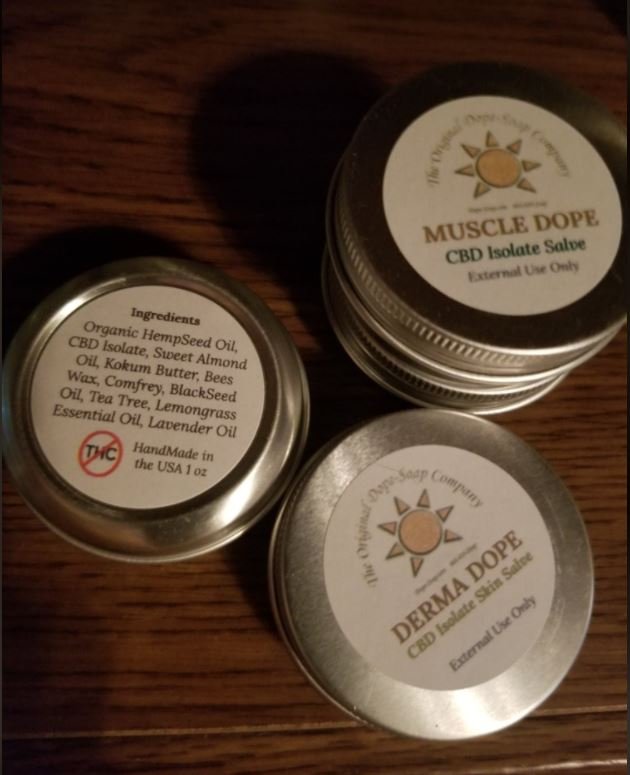 The Original Dope-Soap Company
MUSCLE DOPE
CBD Isolate Salve
External Use Only
Ingredients
Organic HempSeed Oil,
CBD Isolate, Sweet Almond
Oil, Kokum Butter, Bees
Wax, Comfrey, BlackSeed
Oil, Tea Tree, Lemongrass
Essential Oil, Lavender Oil
THC
HandMade in
the USA 1 oz
The Original Dope-Soap Company
DERMA DOPE
CBD Isolate Skin Salve
External Use Only